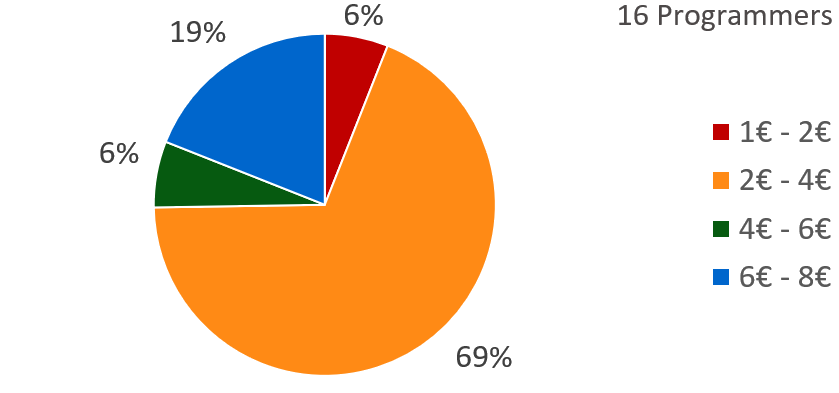 6%
16 Programmers
19%
1€ - 2€
6%
2€ - 4€
4€ - 6€
6€ - 8€
69%